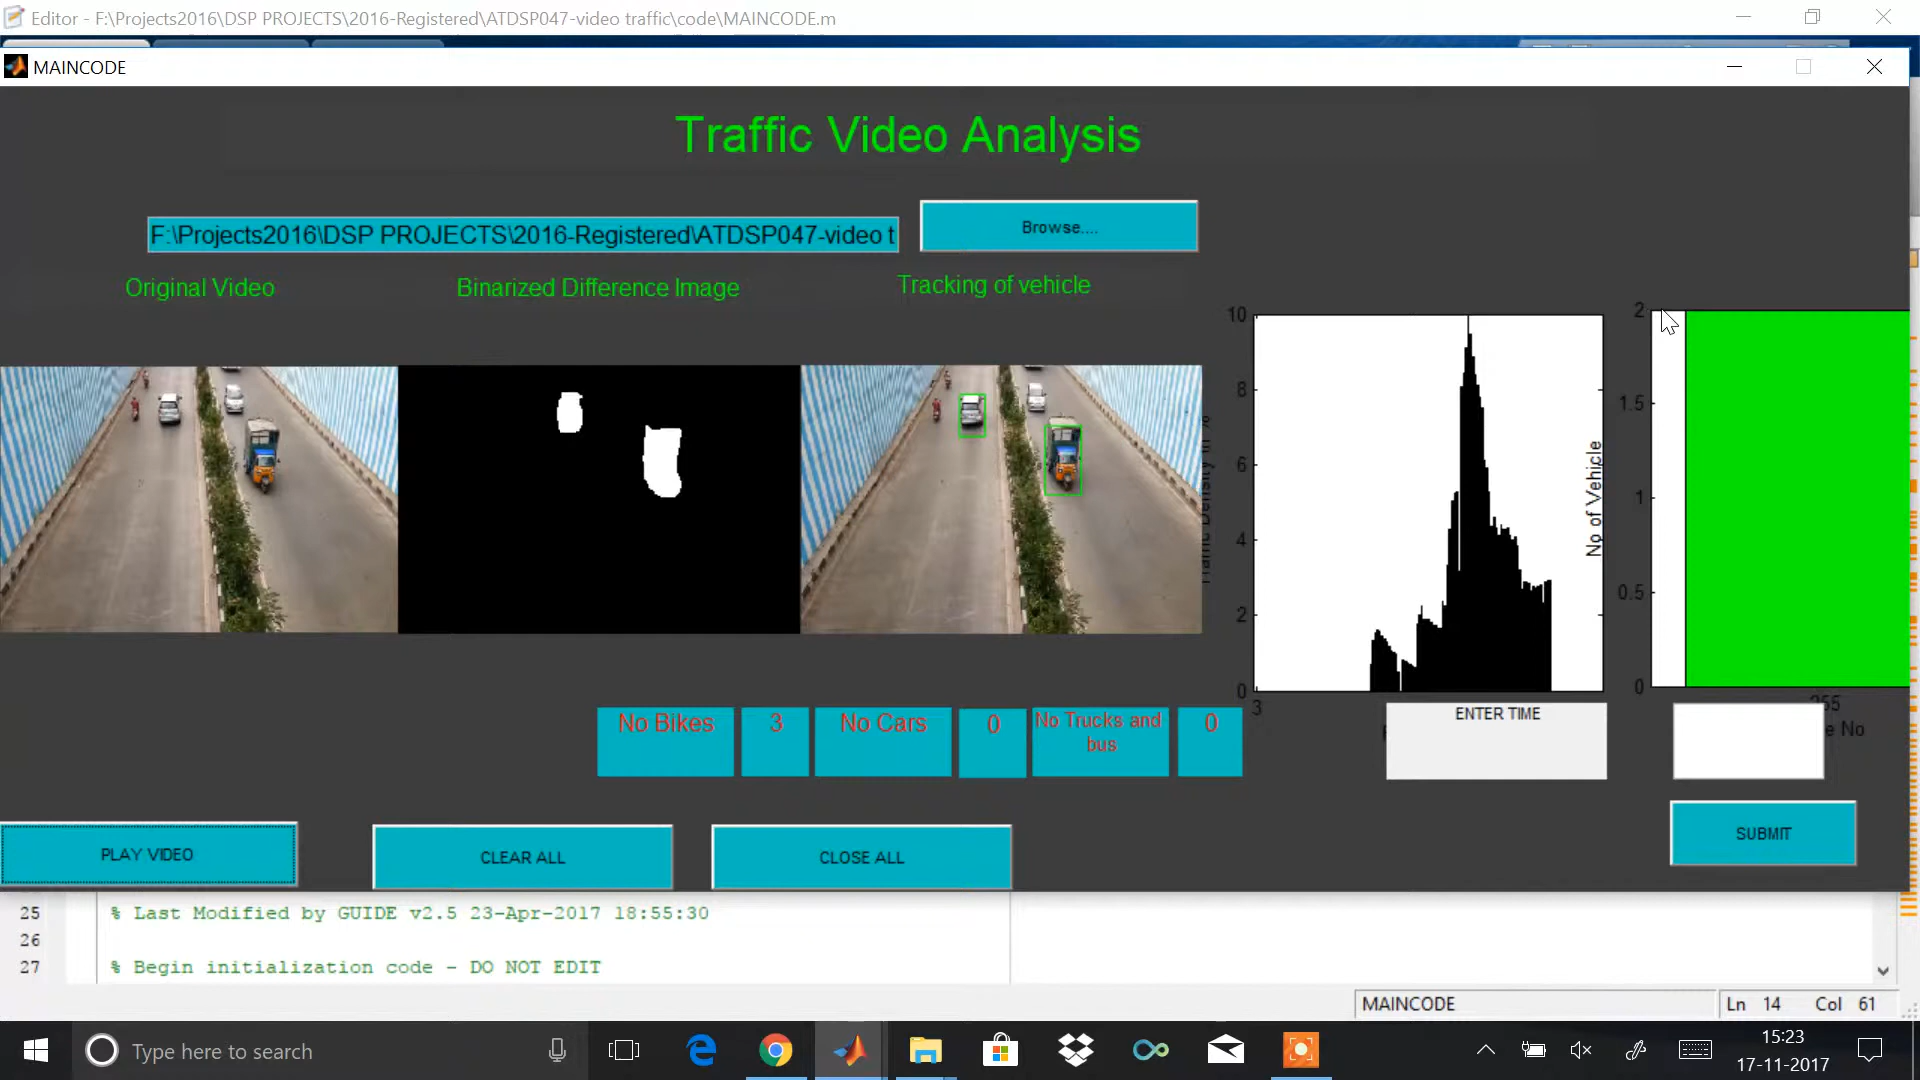 Editor - F:\Projects2016\DSP PROJECTS\2016-Registered\ATDSP047-video traffic\code\MAINCODE.m
MAINCODE
Traffic Video Analysis
F:\Projects2016\DSP PROJECTS\2016-Registered\ATDSP047-video t
Browse....
Original Video
Binarized Difference Image
Tracking of vehicle
10
8
6
4
2
0
3
No of Vehicle
2
1.5
1
0.5
0
e No
No Bikes
3
No Cars
0
No Trucks and
bus
0
ENTER TIME
SUBMIT
PLAY VIDEO
CLEAR ALL
CLOSE ALL
25 % Last Modified by GUIDE v2.5 23-Apr-2017 18:55:30
26
27 % Begin initialization code - DO NOT EDIT
MAINCODE
Ln 14 Col 61
Type here to search
15:23
17-11-2017